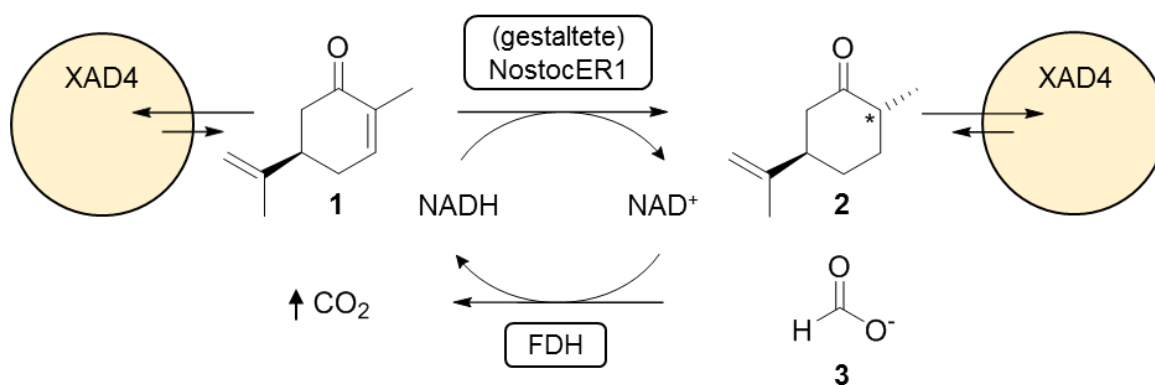 XAD4
O
1
(gestaltete)
NostocER1
O
*
2
XAD4
NADH
NAD⁺
↑ CO₂
FDH
O
H
O⁻
3